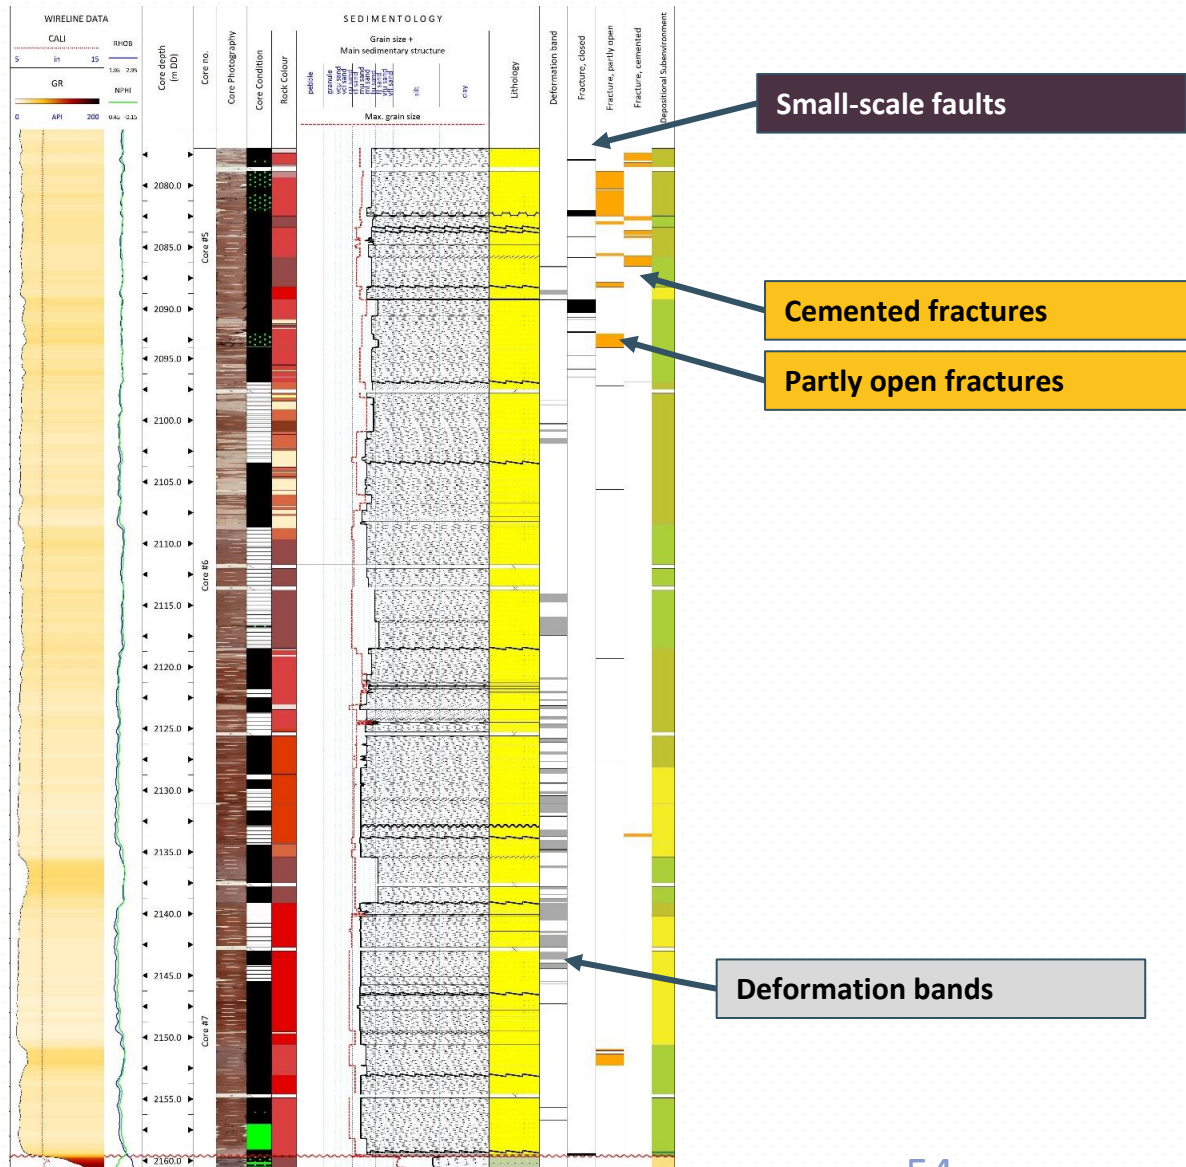 WIRELINE DATA
CALI
5 in 15
GR
0 API 200
RHOB
1.95 2.95
NPHI
0.45 -0.15
Core depth
(m DD)
Core no.
Core Photography
Core Condition
Rock Colour
SEDIMENTOLOGY
Grain size +
Main sedimentary structure
pebble
granule
vcu sand
vcl sand
silt
clay
Max. grain size
Lithology
Deformation band
Fracture, closed
Fracture, partly open
Fracture, cemented
Depositional Subenvironment
Small-scale faults
Cemented fractures
Partly open fractures
Deformation bands
2080.0
2085.0
2090.0
2095.0
2100.0
2105.0
2110.0
2115.0
2120.0
2125.0
2130.0
2135.0
2140.0
2145.0
2150.0
2155.0
2160.0
Core #5
Core #6
Core #7
54